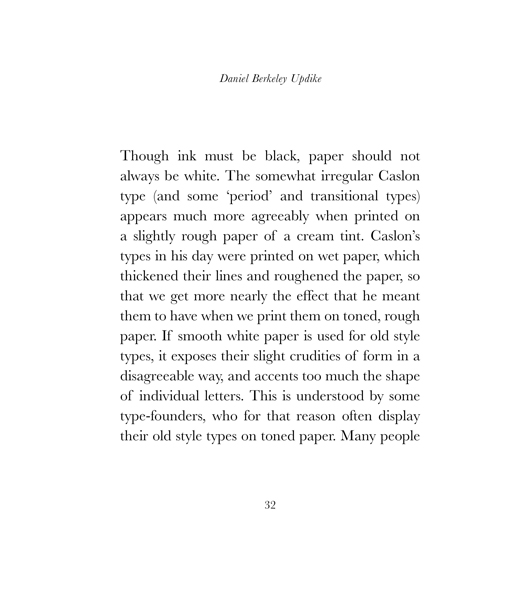 Daniel Berkeley Updike
Though ink must be black, paper should not
always be white. The somewhat irregular Caslon
type (and some ‘period’ and transitional types)
appears much more agreeably when printed on
a slightly rough paper of a cream tint. Caslon’s
types in his day were printed on wet paper, which
thickened their lines and roughened the paper, so
that we get more nearly the effect that he meant
them to have when we print them on toned, rough
paper. If smooth white paper is used for old style
types, it exposes their slight crudities of form in a
disagreeable way, and accents too much the shape
of individual letters. This is understood by some
type-founders, who for that reason often display
their old style types on toned paper. Many people
32